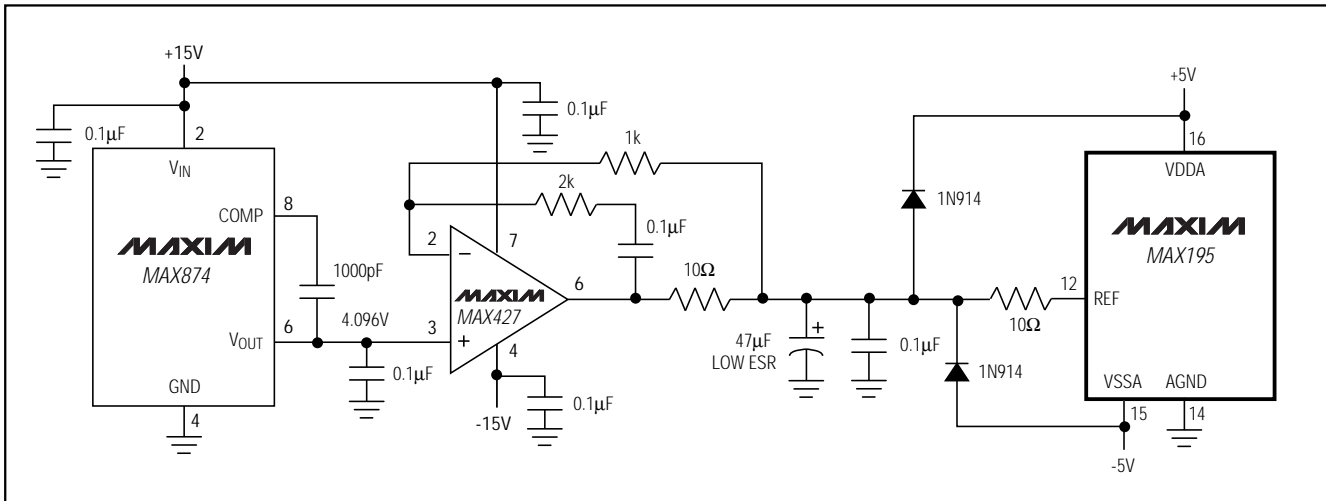 +15V
0.1µF
2
VIN
COMP
8
MAXIM
MAX874
1000pF
VOUT
6
4.096V
GND
4
0.1µF
0.1µF
1k
2k
0.1µF
2
7
−
MAXIM
MAX427
6
3
+
4
-15V
0.1µF
10Ω
47µF
LOW ESR
+
0.1µF
1N914
1N914
10Ω
+5V
16
VDDA
MAXIM
MAX195
12
REF
VSSA
AGND
15
14
-5V